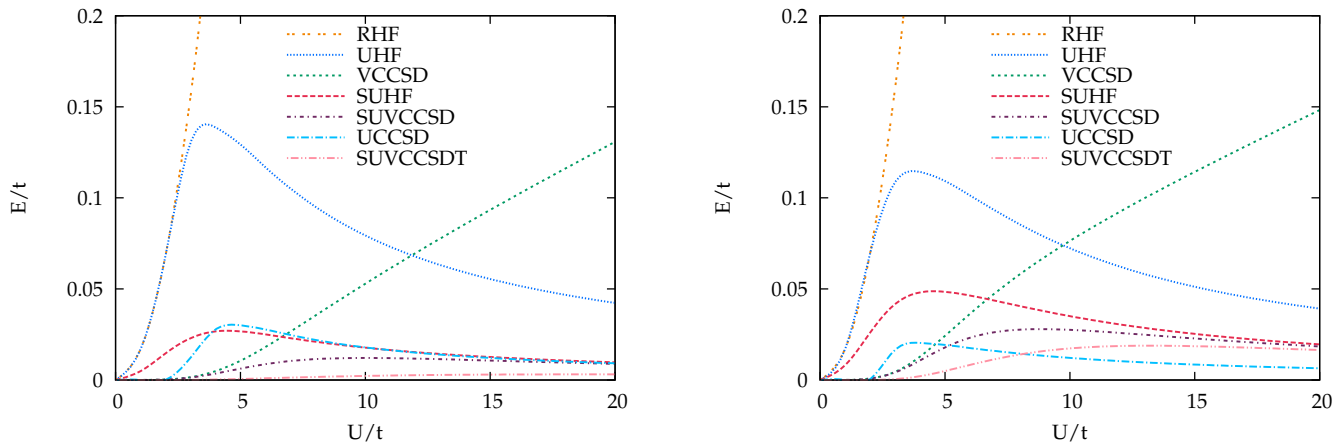 0.2
0.15
0.1
0.05
0
E/t
RHF
UHF
VCCSD
SUHF
SUVCCSD
UCCSD
SUVCCSDT
0 5 10 15 20
U/t
0.2
0.15
0.1
0.05
0
E/t
RHF
UHF
VCCSD
SUHF
SUVCCSD
UCCSD
SUVCCSDT
0 5 10 15 20
U/t